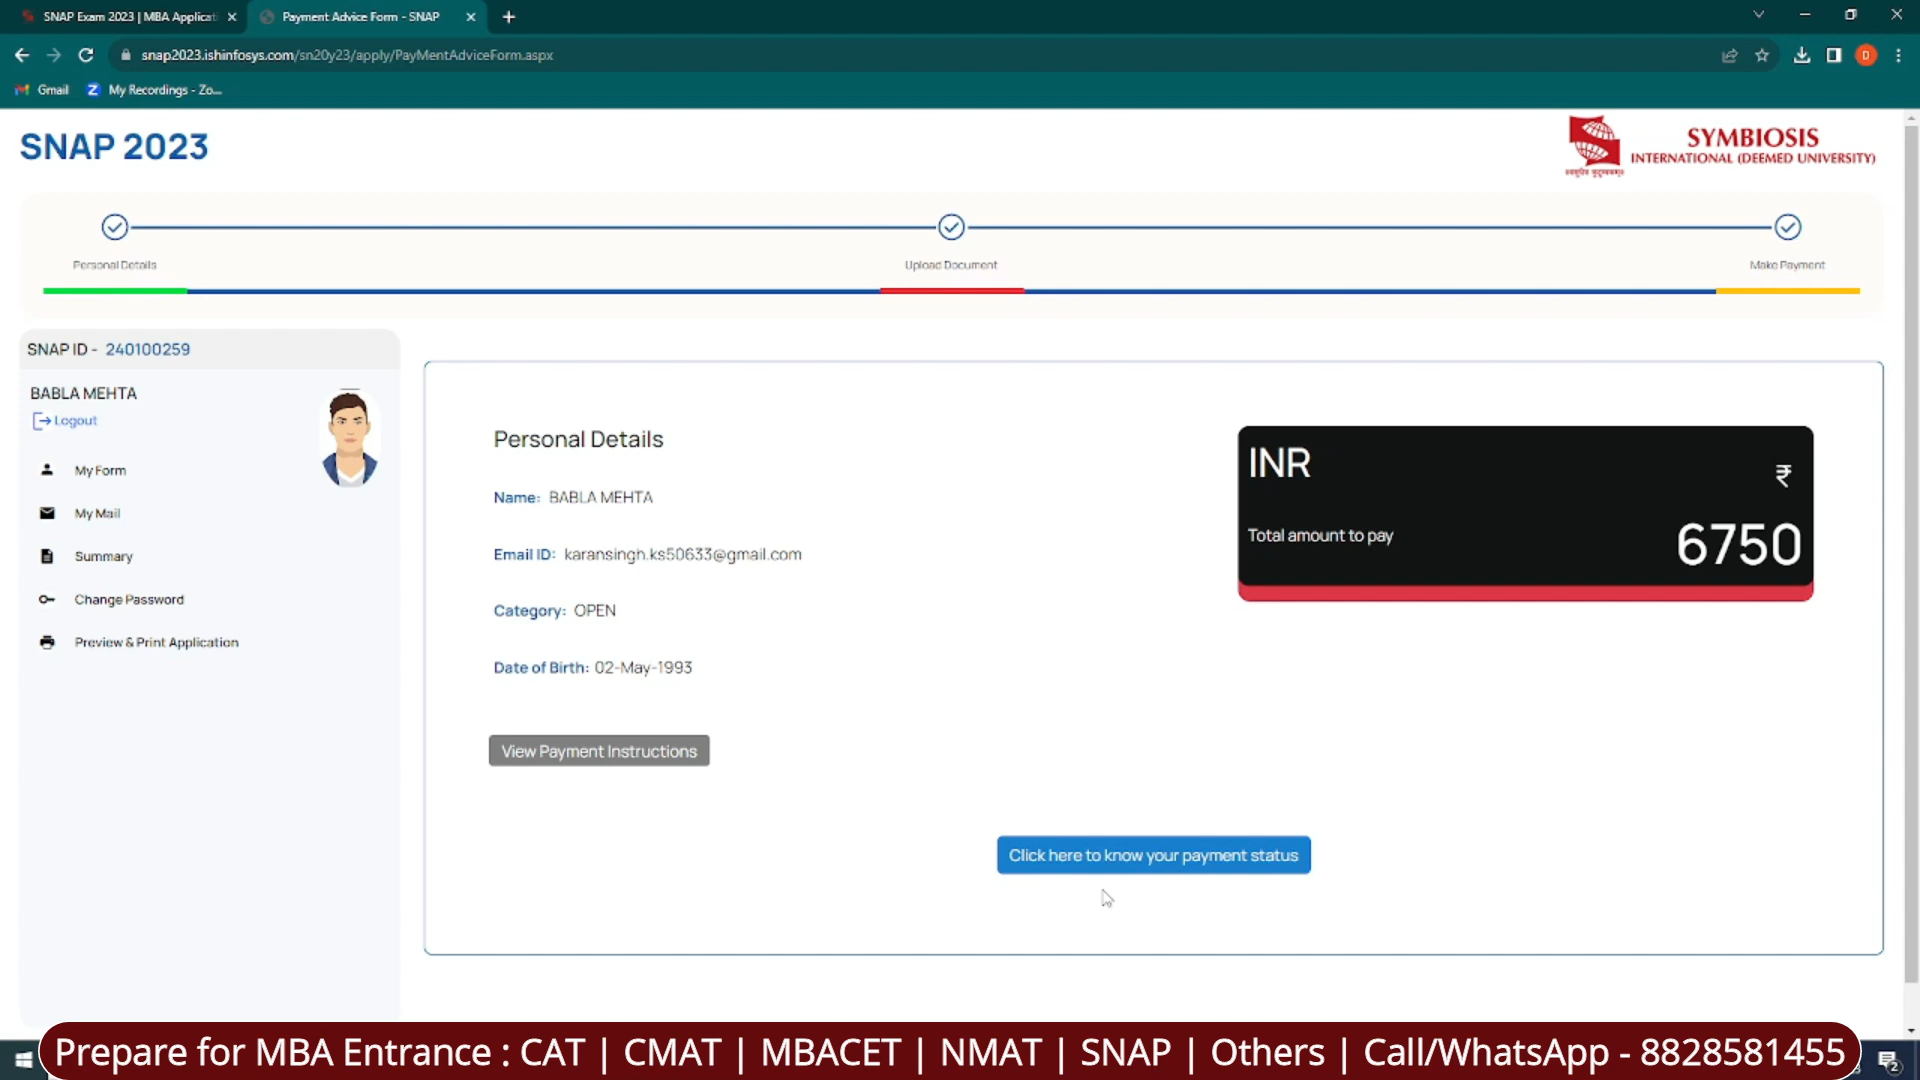 SNAP Exam 2023 | MBA Applicati
Payment Advice Form - SNAP
snap2023.ishinfosys.com/sn20y23/apply/PayMentAdviceForm.aspx
D
Gmail
Z My Recordings - Zo...
SNAP 2023
SYMBIOSIS
INTERNATIONAL (DEEMED UNIVERSITY)
Personal Details
Upload Document
Make Payment
SNAP ID - 240100259
BABLA MEHTA
Logout
My Form
My Mail
Summary
Change Password
Preview & Print Application
Personal Details
Name: BABLA MEHTA
Email ID: karansingh.ks50633@gmail.com
Category: OPEN
Date of Birth: 02-May-1993
View Payment Instructions
INR
₹
Total amount to pay
6750
Click here to know your payment status
Prepare for MBA Entrance : CAT | CMAT | MBACET | NMAT | SNAP | Others | Call/WhatsApp - 8828581455
2